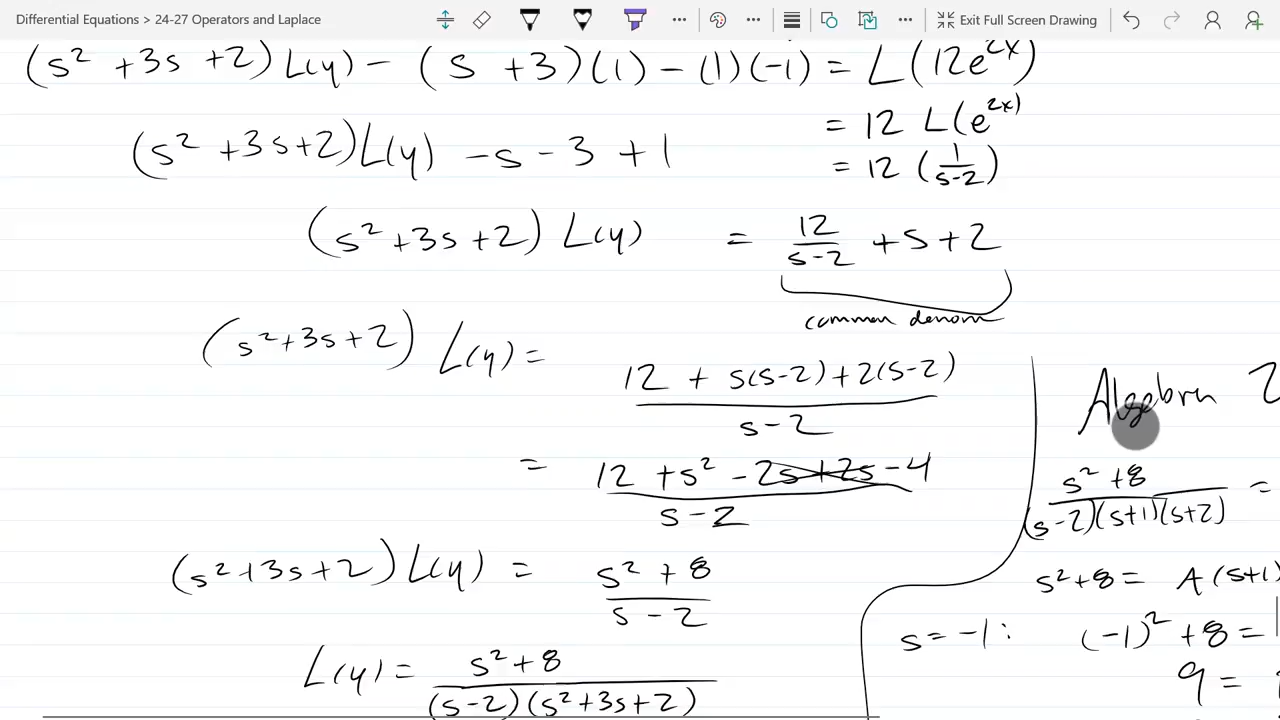 Differential Equations > 24-27 Operators and Laplace
Exit Full Screen Drawing
(s² +3s +2) L(y) - (s +3)(1) - (1)(-1) = L(12e^{2x})
= 12 L(e^{2x})
(s² +3s+2)L(y) -s - 3 +1
= 12 (1/(s-2))
(s²+3s+2) L(y) = 12/(s-2) +s+2
common denom
(s²+3s+2) L(y) = (12 + s(s-2)+2(s-2))/(s-2)
= (12 +s² -2s+2s-4)/(s-2)
(s²+3s+2)L(y) = (s² +8)/(s-2)
L(y) = (s²+8)/((s-2)(s²+3s+2))
Algebra 2
(s² +8)/((s-2)(s+1)(s+2)) =
s²+8 = A(s+1)
s = -1: (-1)² +8 =
9 =